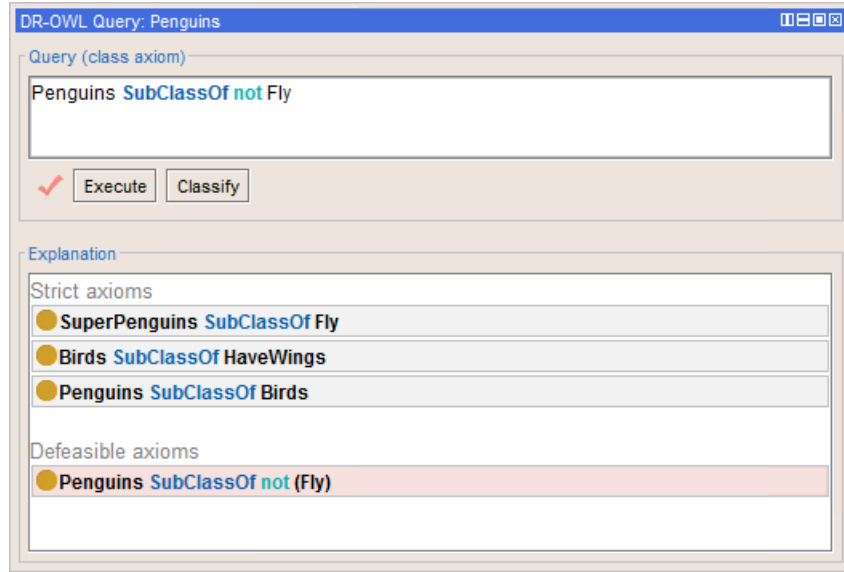 DR-OWL Query: Penguins
Query (class axiom)
Penguins SubClassOf not Fly
Execute Classify
Explanation
Strict axioms
SuperPenguins SubClassOf Fly
Birds SubClassOf HaveWings
Penguins SubClassOf Birds
Defeasible axioms
Penguins SubClassOf not (Fly)